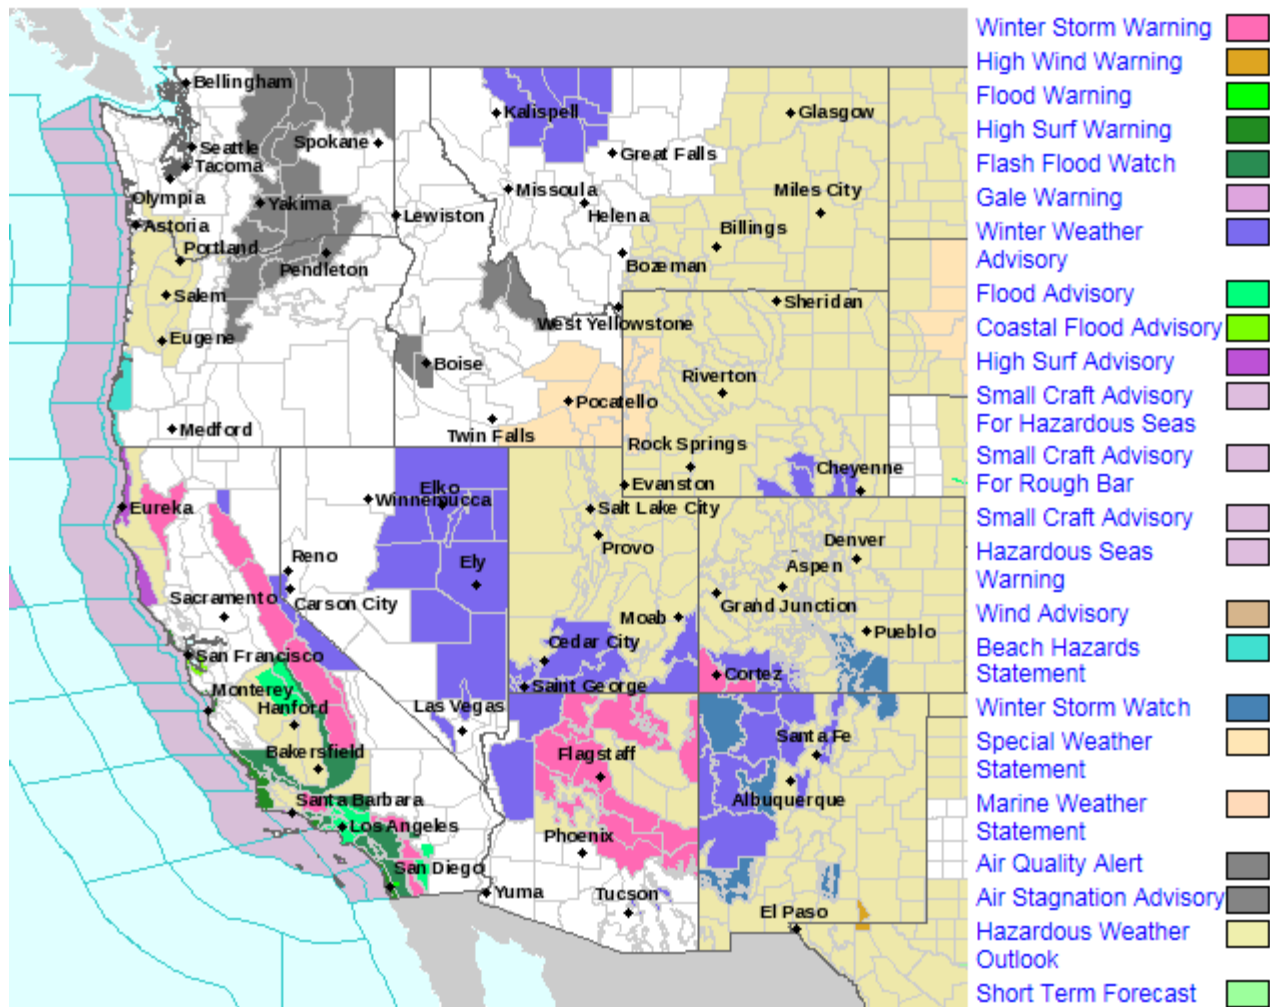 Bellingham
Seattle
Spokane
Tacoma
Olympia
Yakima
Astoria
Portland
Pendleton
Salem
Eugene
Medford
Kalispell
Great Falls
Missoula
Helena
Lewiston
Bozeman
West Yellowstone
Boise
Pocatello
Twin Falls
Glasgow
Miles City
Billings
Sheridan
Riverton
Rock Springs
Cheyenne
Evanston
Eureka
Winnemucca
Elko
Reno
Ely
Carson City
Sacramento
San Francisco
Monterey
Hanford
Bakersfield
Las Vegas
Santa Barbara
Los Angeles
San Diego
Salt Lake City
Provo
Moab
Cedar City
Saint George
Denver
Aspen
Grand Junction
Pueblo
Cortez
Flagstaff
Phoenix
Tucson
Yuma
Santa Fe
Albuquerque
El Paso
Winter Storm Warning
High Wind Warning
Flood Warning
High Surf Warning
Flash Flood Watch
Gale Warning
Winter Weather
Advisory
Flood Advisory
Coastal Flood Advisory
High Surf Advisory
Small Craft Advisory
For Hazardous Seas
Small Craft Advisory
For Rough Bar
Small Craft Advisory
Hazardous Seas
Warning
Wind Advisory
Beach Hazards
Statement
Winter Storm Watch
Special Weather
Statement
Marine Weather
Statement
Air Quality Alert
Air Stagnation Advisory
Hazardous Weather
Outlook
Short Term Forecast